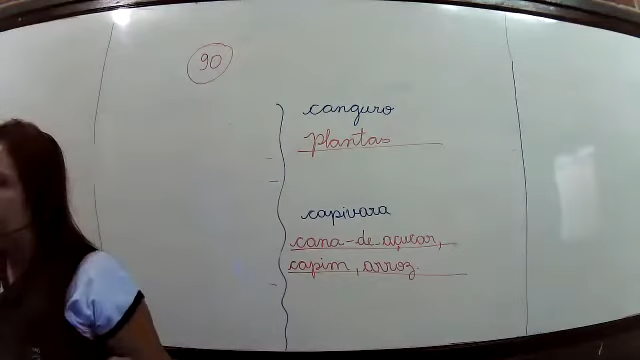 90
canguro
plantas
capivara
cana-de açucar,
capim, arroz